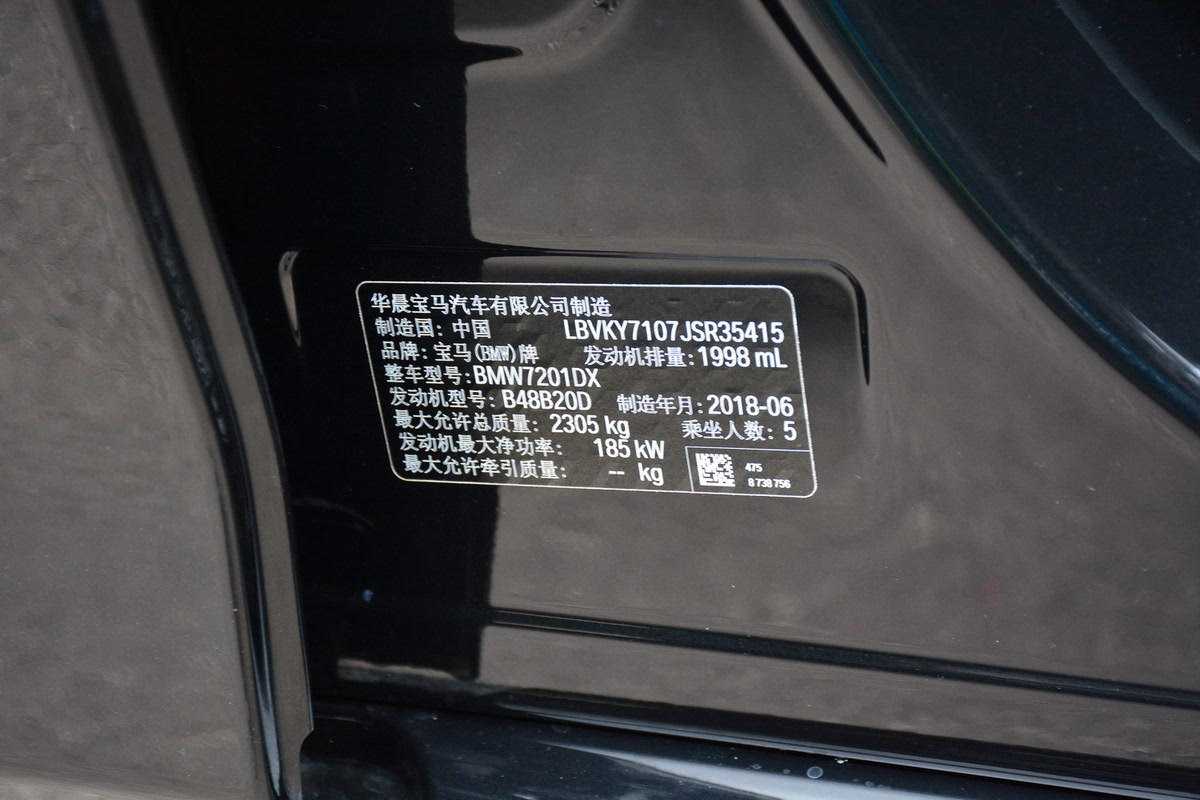 华晨宝马汽车有限公司制造
制造国: 中国 LBVKY7107JSR35415
品牌: 宝马(BMW)牌 发动机排量: 1998 mL
整车型号: BMW7201DX
发动机型号: B48B20D 制造年月: 2018-06
最大允许总质量: 2305 kg 乘坐人数: 5
发动机最大净功率: 185 kW
最大允许牵引质量: -- kg
475
8 738 756